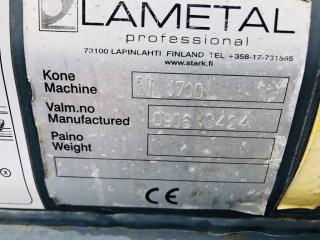 LAMETAL
professional
73100 LAPINLAHTI FINLAND TEL +358-17-731565
www.stark.fi
Kone
Machine
1700
Valm.no
Manufactured
Paino
Weight
CE